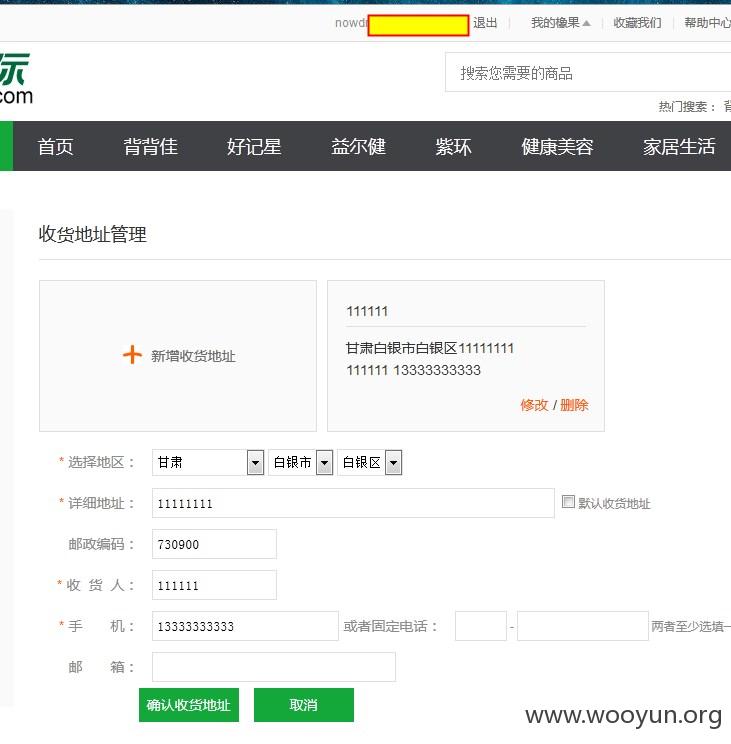 nowd 退出 我的橡果 收藏我们 帮助中心
际
com
搜索您需要的商品
热门搜索：
首页 背背佳 好记星 益尔健 紫环 健康美容 家居生活
收货地址管理
新增收货地址
111111
甘肃白银市白银区11111111
111111 13333333333
修改 / 删除
* 选择地区： 甘肃 白银市 白银区
* 详细地址： 11111111 默认收货地址
邮政编码： 730900
* 收 货 人： 111111
* 手 机： 13333333333 或者固定电话： - 两者至少选填一
邮 箱：
确认收货地址 取消
www.wooyun.org